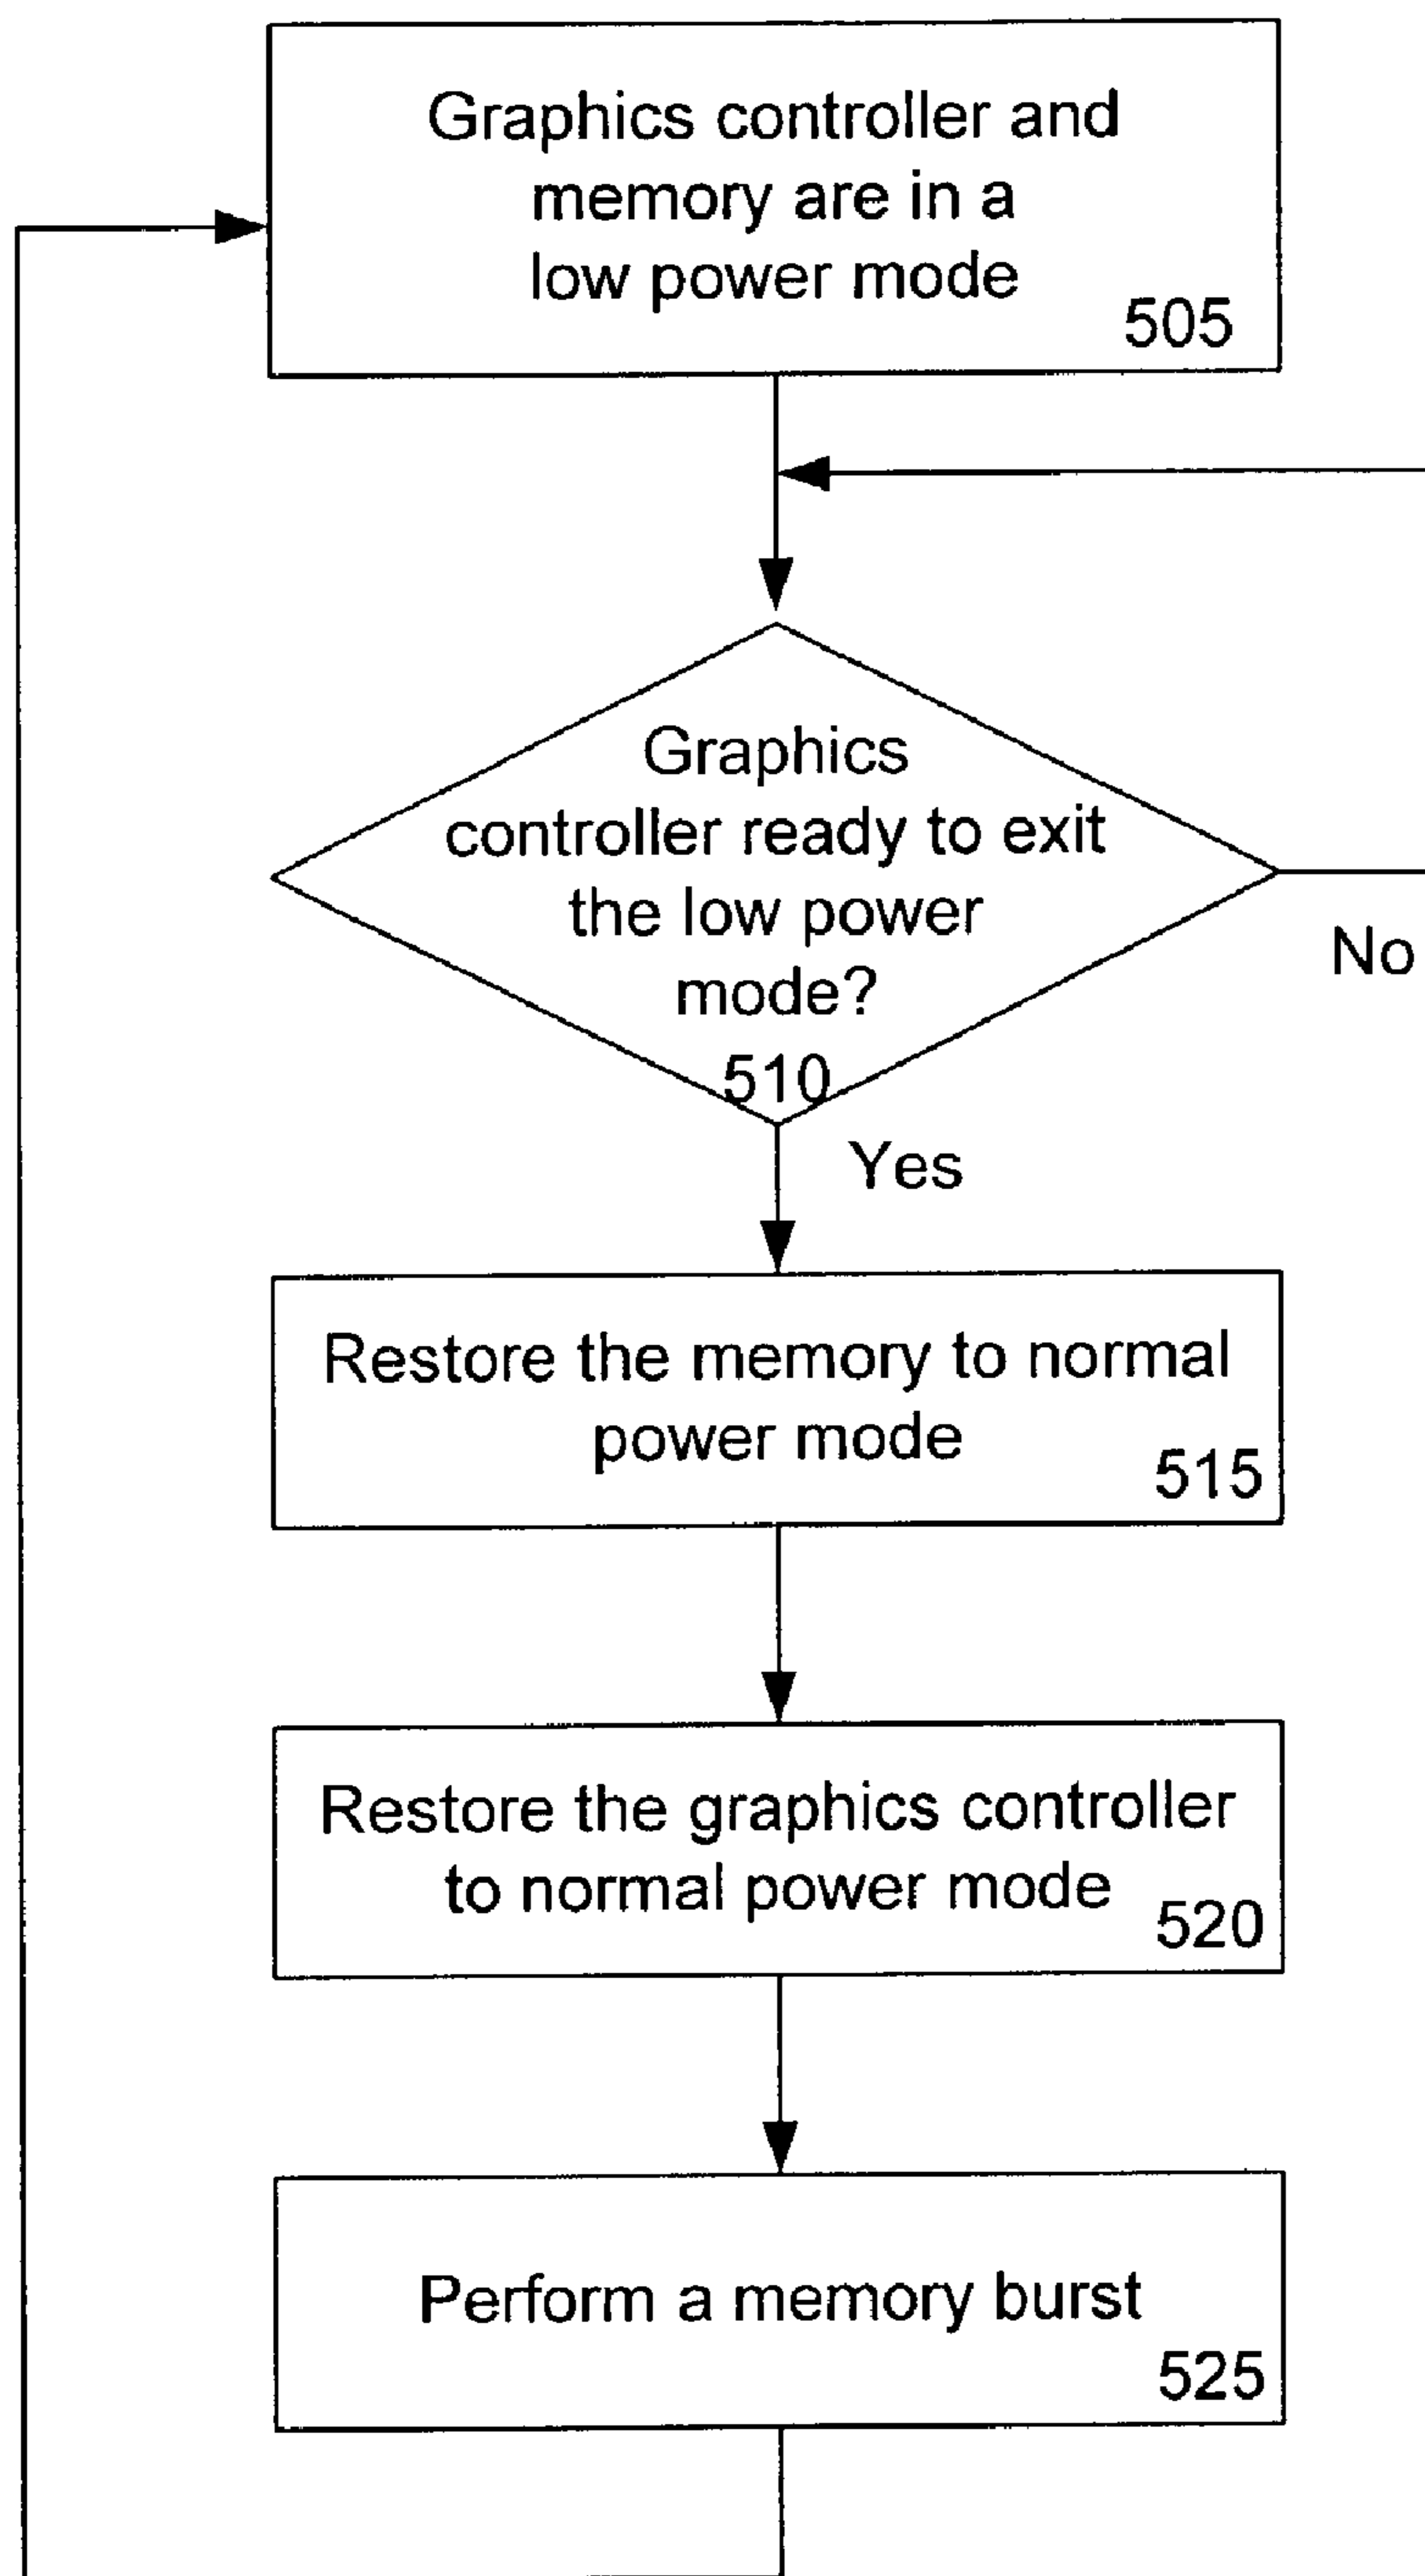 Graphics controller and
memory are in a
low power mode
505
Graphics
controller ready to exit
the low power
mode?
510
No
Yes
Restore the memory to normal
power mode
515
Restore the graphics controller
to normal power mode
520
Perform a memory burst
525